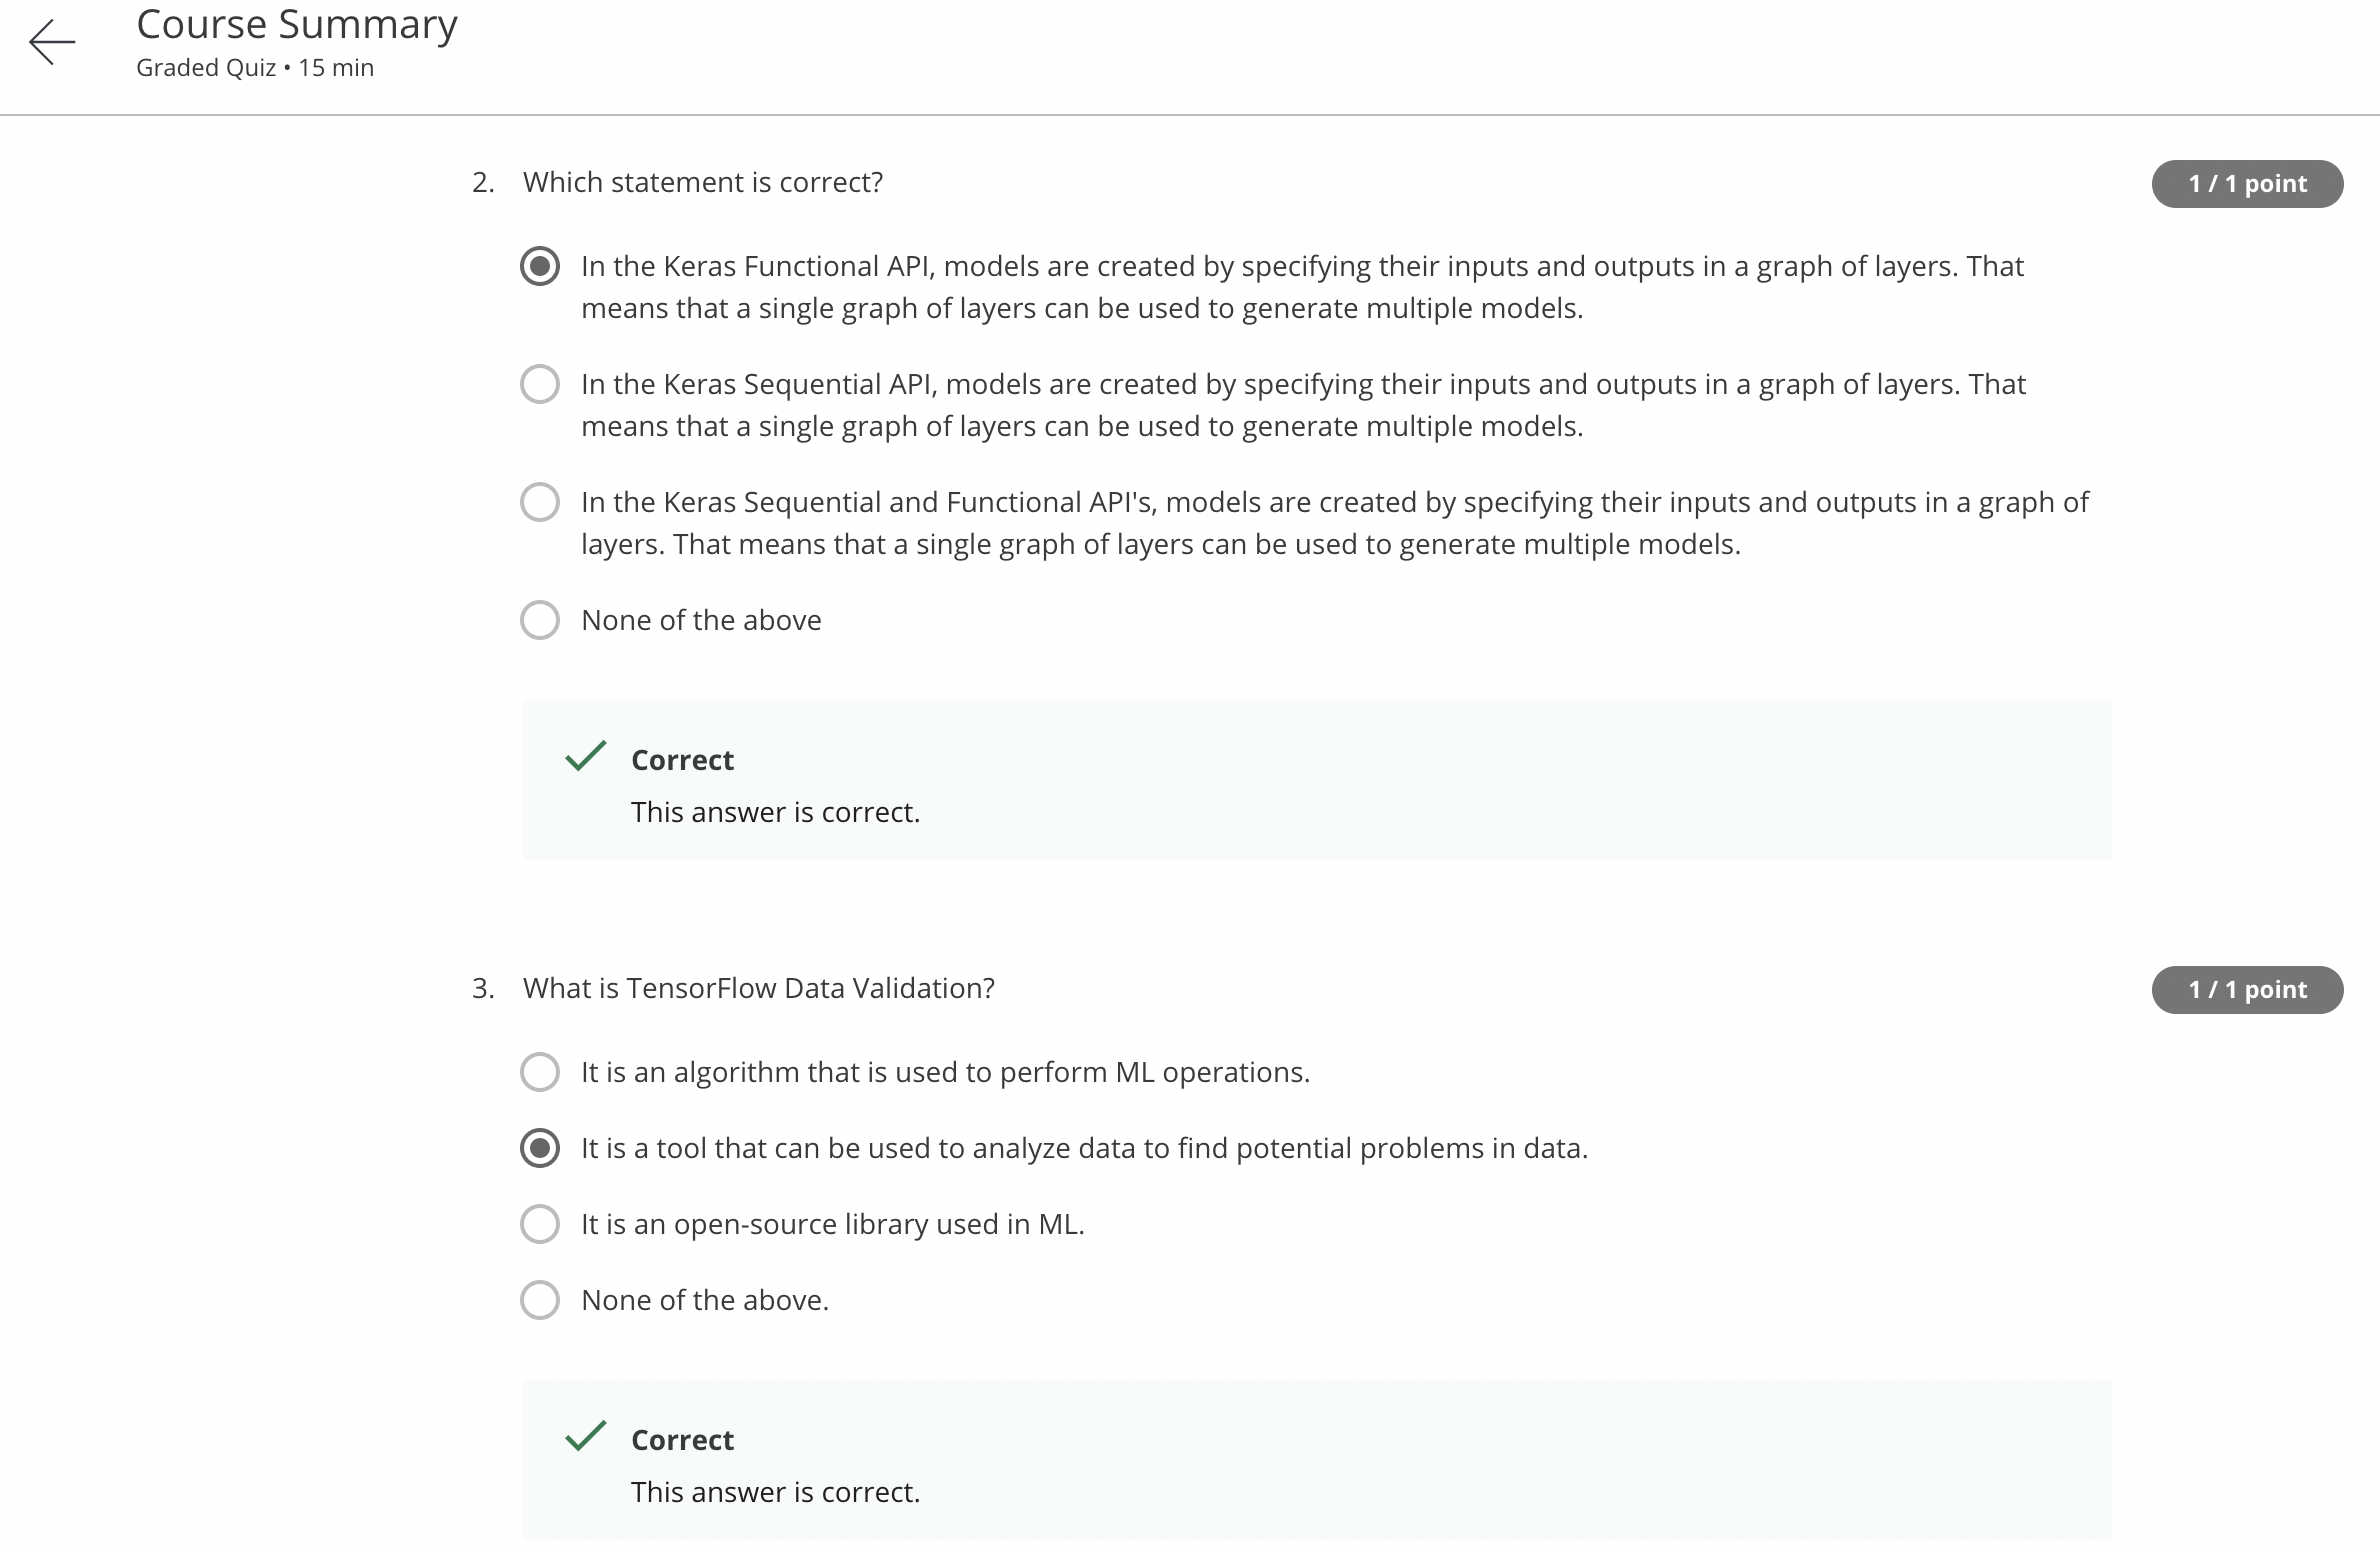 Course Summary
Graded Quiz • 15 min
2. Which statement is correct?
1 / 1 point
In the Keras Functional API, models are created by specifying their inputs and outputs in a graph of layers. That
means that a single graph of layers can be used to generate multiple models.
In the Keras Sequential API, models are created by specifying their inputs and outputs in a graph of layers. That
means that a single graph of layers can be used to generate multiple models.
In the Keras Sequential and Functional API's, models are created by specifying their inputs and outputs in a graph of
layers. That means that a single graph of layers can be used to generate multiple models.
None of the above
Correct
This answer is correct.
3. What is TensorFlow Data Validation?
1 / 1 point
It is an algorithm that is used to perform ML operations.
It is a tool that can be used to analyze data to find potential problems in data.
It is an open-source library used in ML.
None of the above.
Correct
This answer is correct.